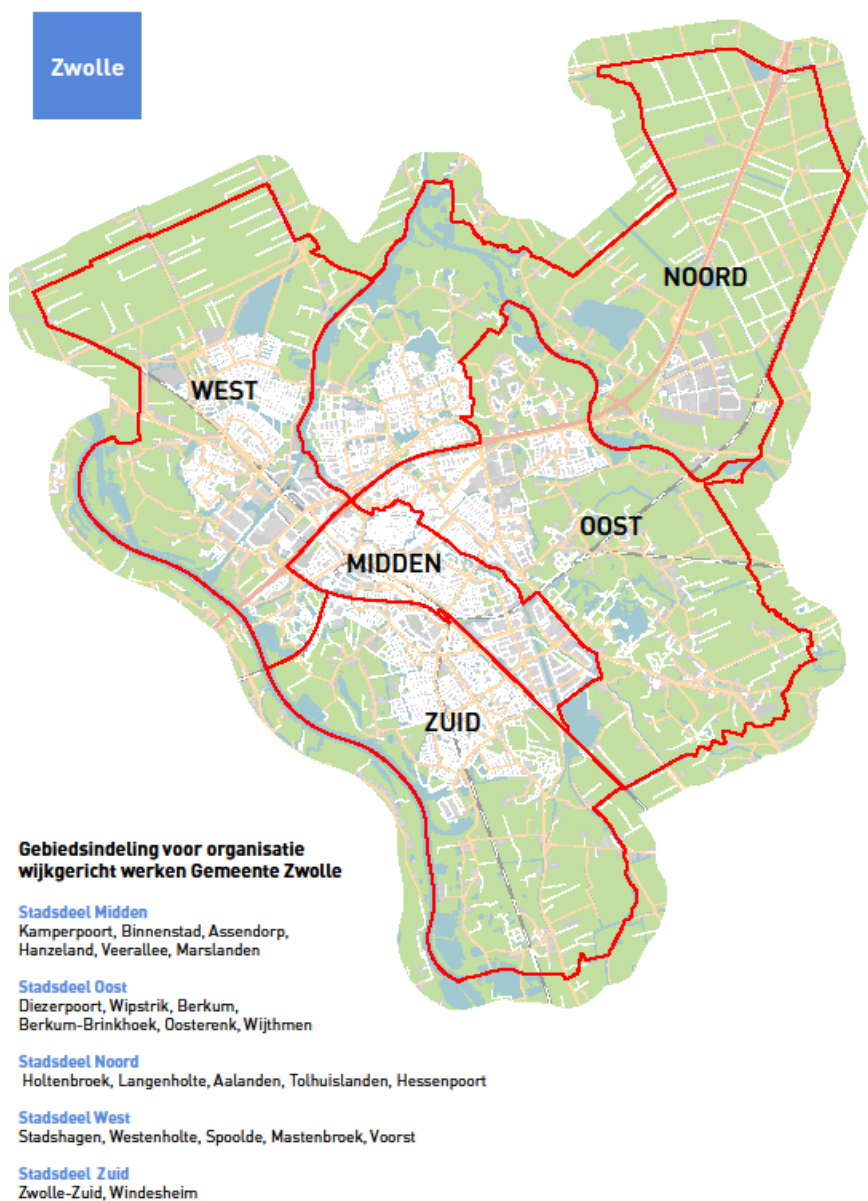 Zwolle
NOORD
WEST
OOST
MIDDEN
ZUID
Gebiedsindeling voor organisatie
wijkgericht werken Gemeente Zwolle
Stadsdeel Midden
Kamperpoort, Binnenstad, Assendorp,
Hanzeland, Veerallee, Marslanden
Stadsdeel Oost
Diezerpoort, Wipstrik, Berkum,
Berkum-Brinkhoek, Oosterenk, Wijthmen
Stadsdeel Noord
Holtenbroek, Langenholte, Aalanden, Tolhuislanden, Hessenpoort
Stadsdeel West
Stadshagen, Westenholte, Spoolde, Mastenbroek, Voorst
Stadsdeel Zuid
Zwolle-Zuid, Windesheim